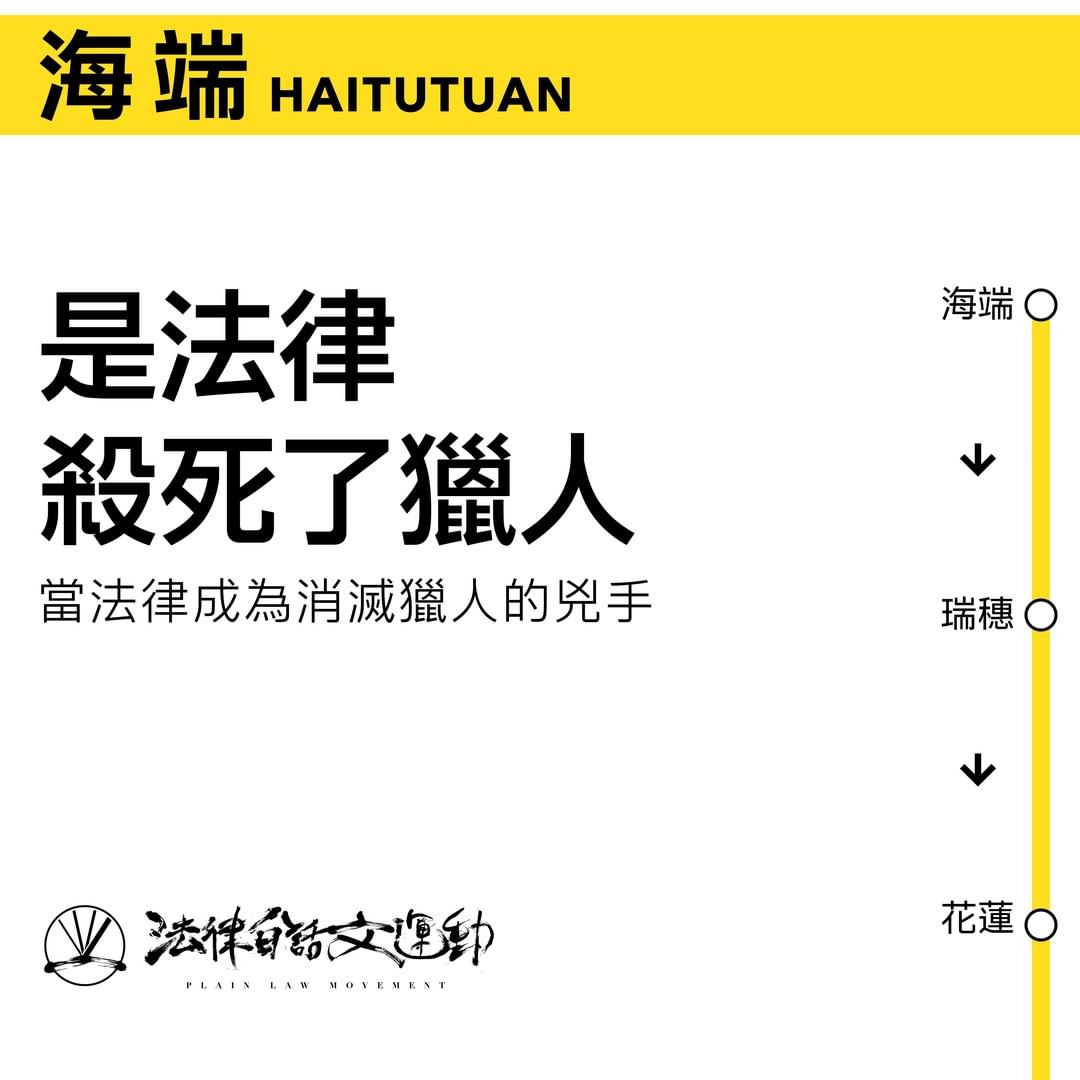 海端 HAITUTUAN
是法律
殺死了獵人
當法律成為消滅獵人的兇手
海端
瑞穗
花蓮
法律白話文運動
PLAIN LAW MOVEMENT